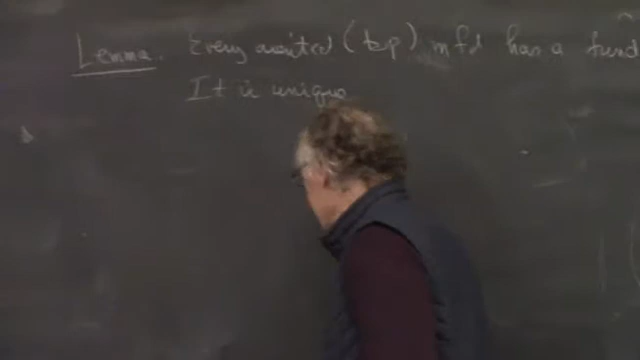 Lemma. Every oriented (top) mfd has a fund
It is unique